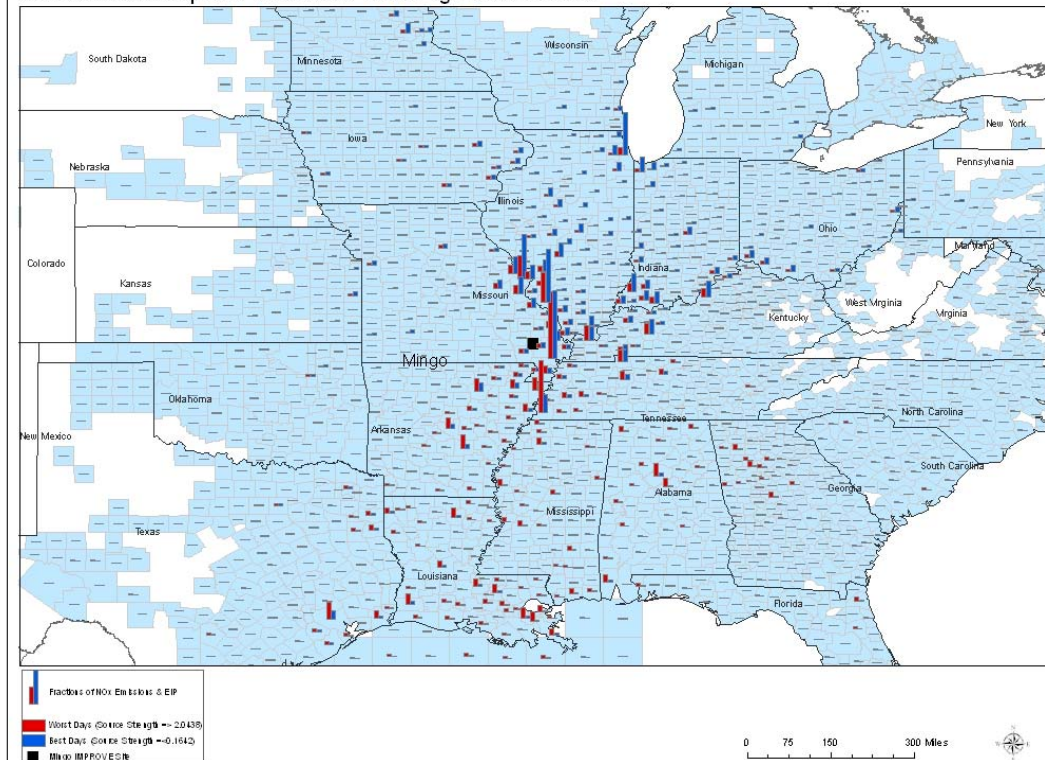 South Dakota
Minnesota
Wisconsin
Michigan
New York
Iowa
Nebraska
Pennsylvania
Illinois
Ohio
Maryland
Colorado
Kansas
Missouri
Indiana
West Virginia
Virginia
Kentucky
Mingo
Oklahoma
Tennessee
North Carolina
New Mexico
Arkansas
South Carolina
Alabama
Georgia
Mississippi
Texas
Louisiana
Florida
Fractions of NOx Emissions & EIP
Worst Days (Source Strength => 2.0438)
Best Days (Source Strength =<0.1642)
Mingo IMPROVE Site
0 75 150 300 Miles